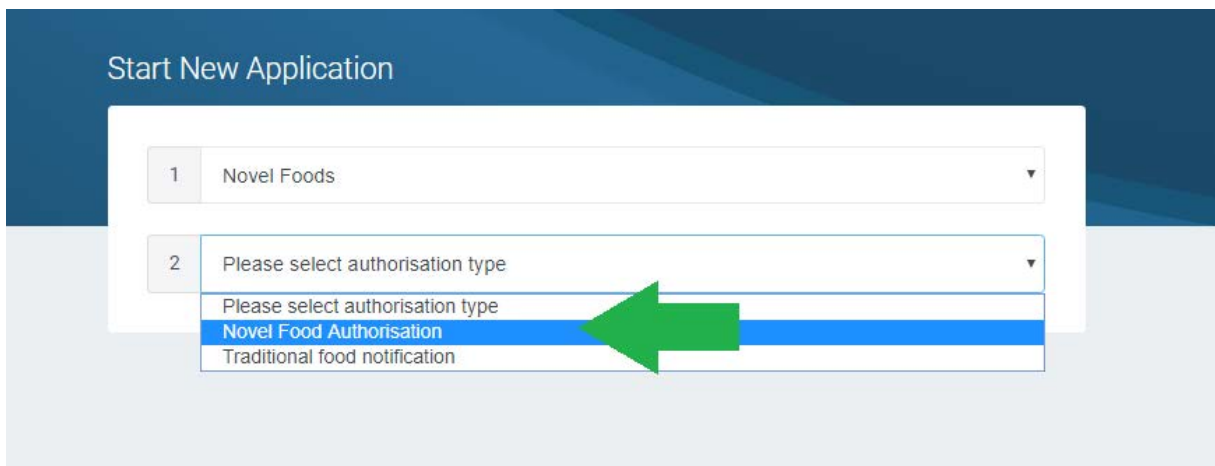 Start New Application
1 Novel Foods
2 Please select authorisation type
Please select authorisation type
Novel Food Authorisation
Traditional food notification